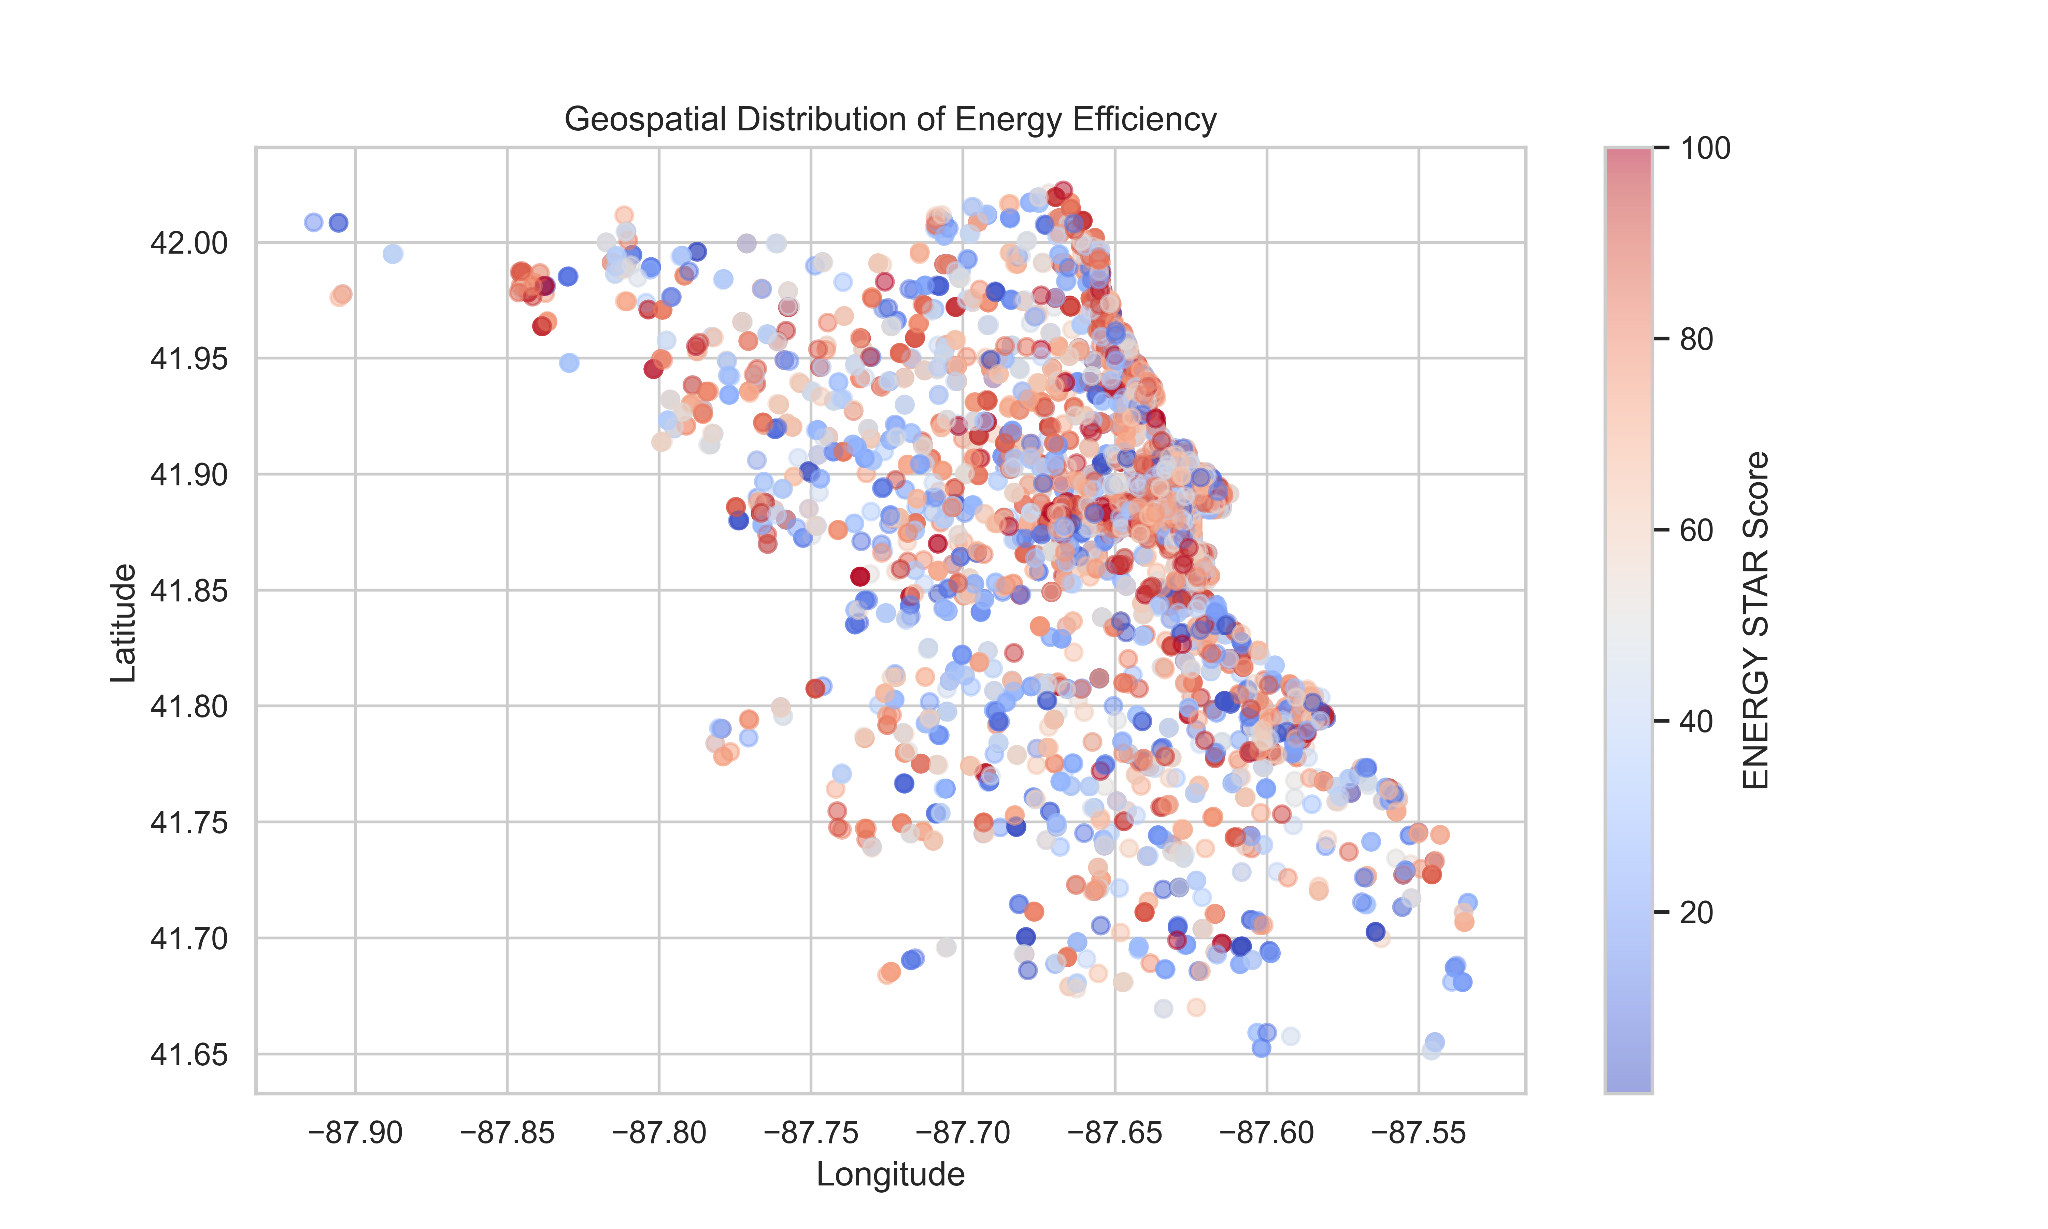 Geospatial Distribution of Energy Efficiency
100
80
60
40
20
ENERGY STAR Score
42.00
41.95
41.90
41.85
41.80
41.75
41.70
41.65
Latitude
−87.90 −87.85 −87.80 −87.75 −87.70 −87.65 −87.60 −87.55
Longitude